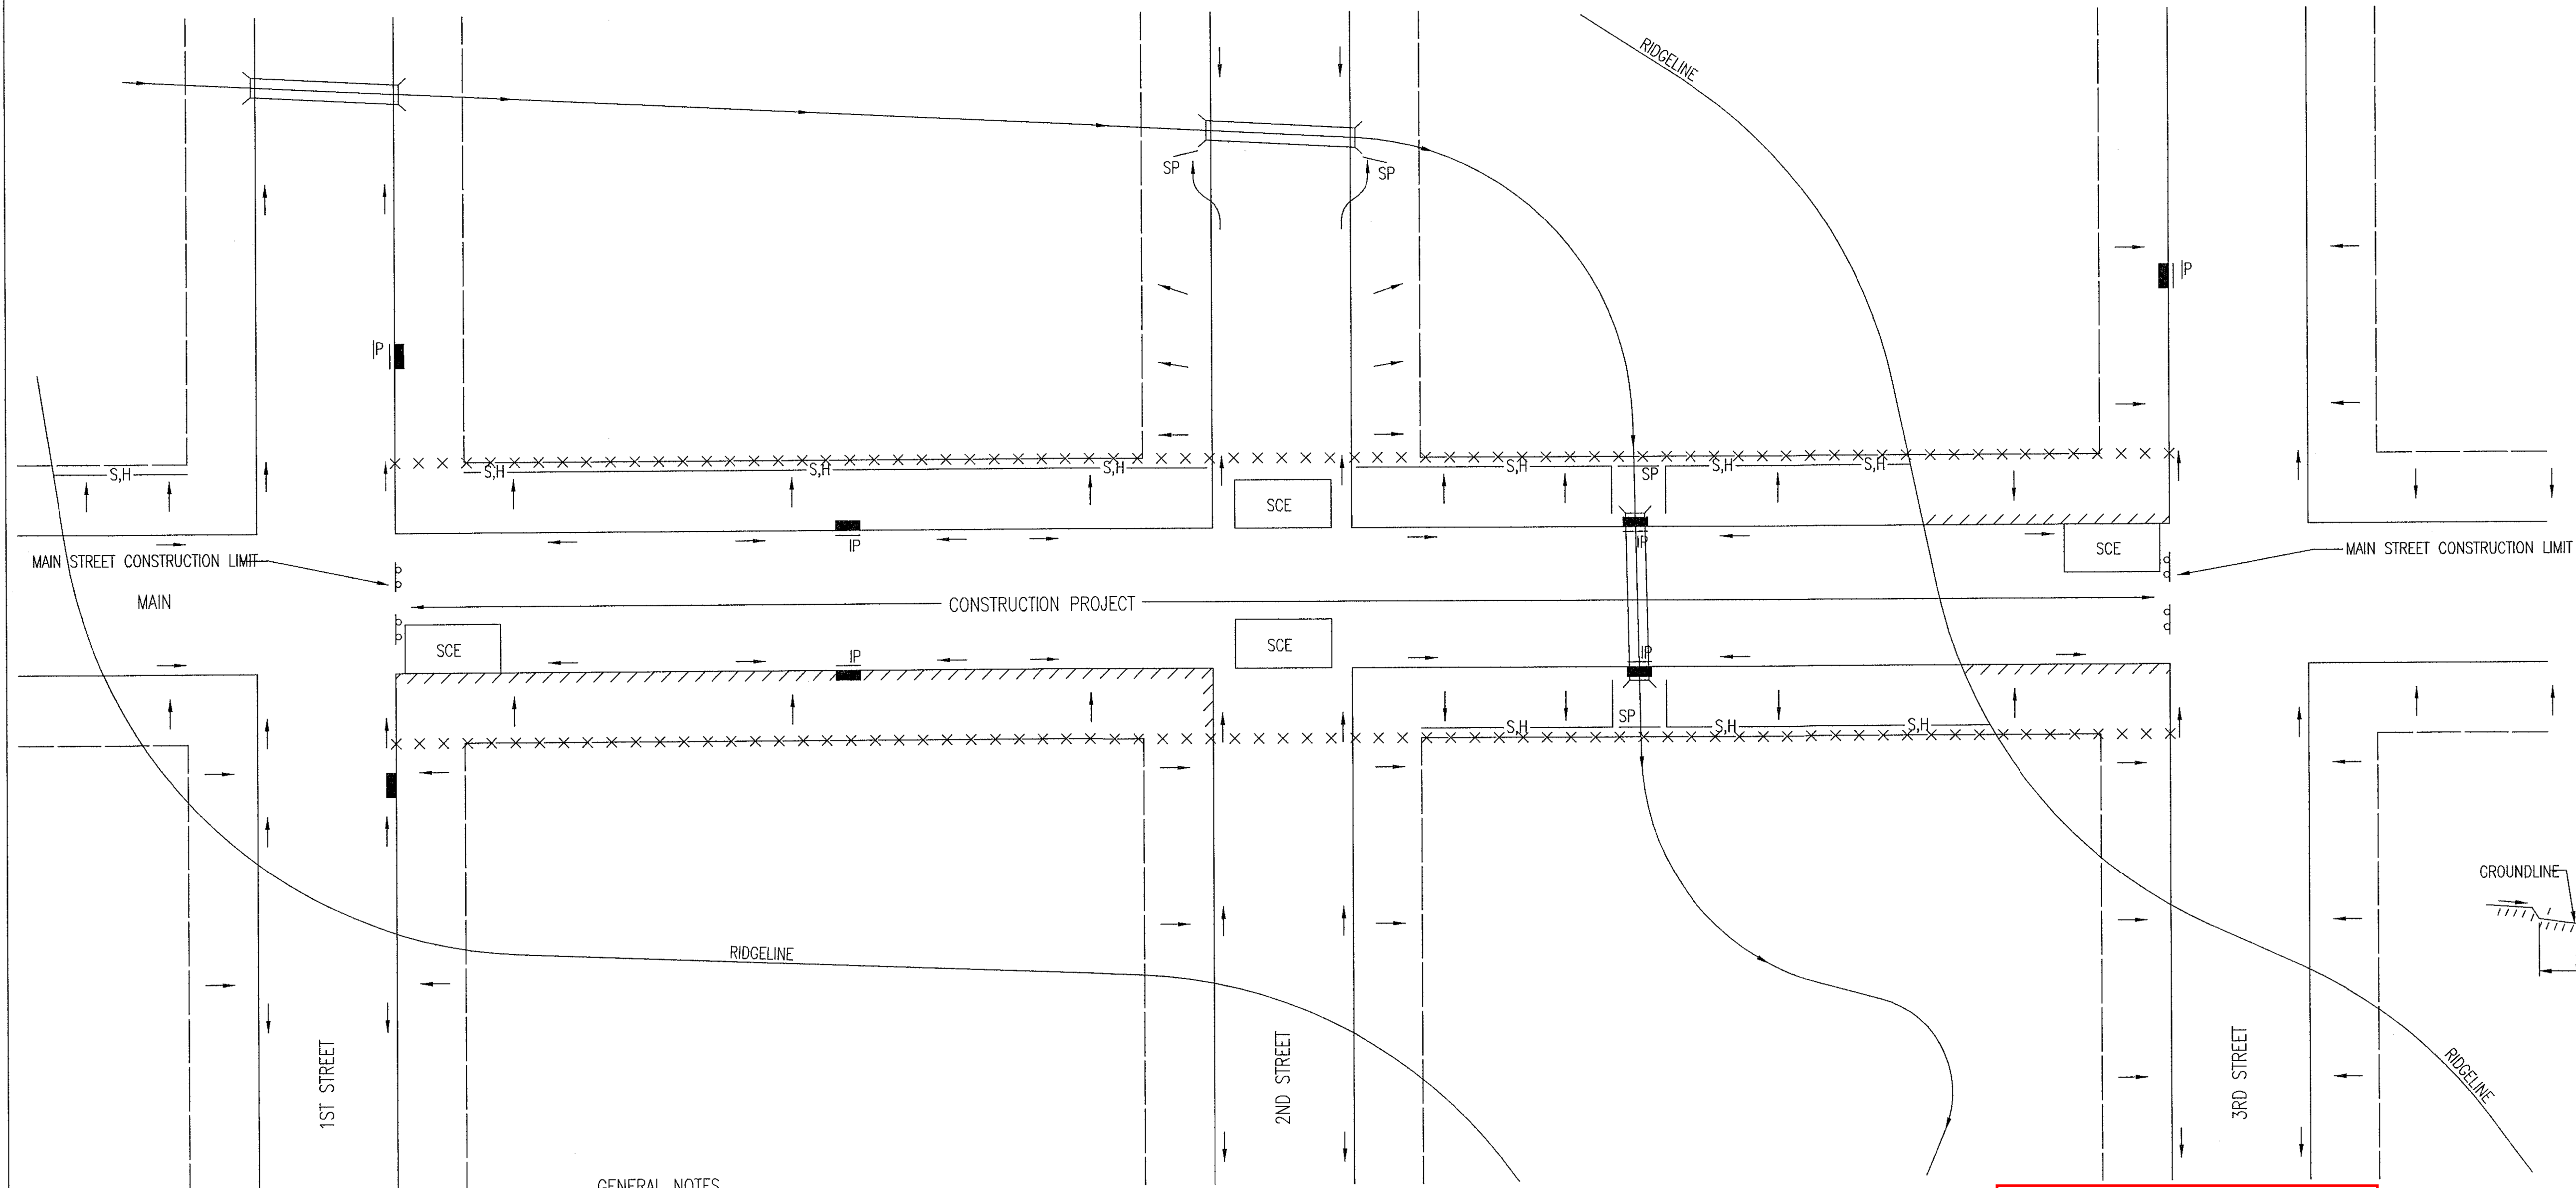 RIDGELINE
SP
SP
IP
IP
S,H
S,H
S,H
S,H
S,H
SP
S,H
S,H
SCE
IP
IP
SCE
MAIN STREET CONSTRUCTION LIMIT
MAIN STREET CONSTRUCTION LIMIT
MAIN
CONSTRUCTION PROJECT
SCE
SCE
IP
IP
SP
S,H
S,H
S,H
GROUNDLINE
RIDGELINE
1ST STREET
2ND STREET
3RD STREET
RIDGELINE
GENERAL NOTES